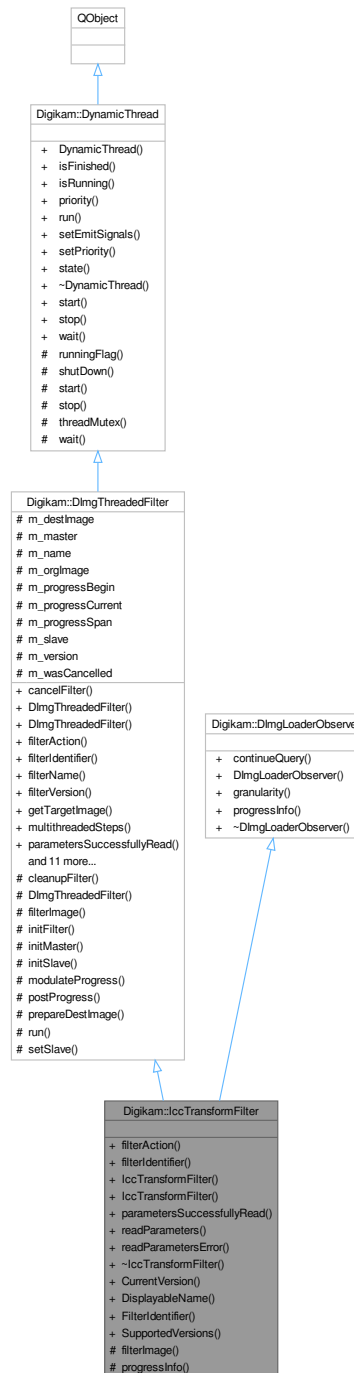 QObject
Digikam::DynamicThread
+ DynamicThread()
+ isFinished()
+ isRunning()
+ priority()
+ run()
+ setEmitSignals()
+ setPriority()
+ state()
+ ~DynamicThread()
+ start()
+ stop()
+ wait()
# runningFlag()
# shutDown()
# start()
# stop()
# threadMutex()
# wait()
Digikam::DImgThreadedFilter
# m_destImage
# m_master
# m_name
# m_orgImage
# m_progressBegin
# m_progressCurrent
# m_progressSpan
# m_slave
# m_version
# m_wasCancelled
+ cancelFilter()
+ DImgThreadedFilter()
+ DImgThreadedFilter()
+ filterAction()
+ filterIdentifier()
+ filterName()
+ filterVersion()
+ getTargetImage()
+ multithreadedSteps()
+ parametersSuccessfullyRead()
and 11 more...
# cleanupFilter()
# DImgThreadedFilter()
# filterImage()
# initFilter()
# initMaster()
# initSlave()
# modulateProgress()
# postProgress()
# prepareDestImage()
# run()
# setSlave()
Digikam::DImgLoaderObserve
+ continueQuery()
+ DImgLoaderObserver()
+ granularity()
+ progressInfo()
+ ~DImgLoaderObserver()
Digikam::IccTransformFilter
+ filterAction()
+ filterIdentifier()
+ IccTransformFilter()
+ IccTransformFilter()
+ parametersSuccessfullyRead()
+ readParameters()
+ readParametersError()
+ ~IccTransformFilter()
+ CurrentVersion()
+ DisplayableName()
+ FilterIdentifier()
+ SupportedVersions()
# filterImage()
# progressInfo()